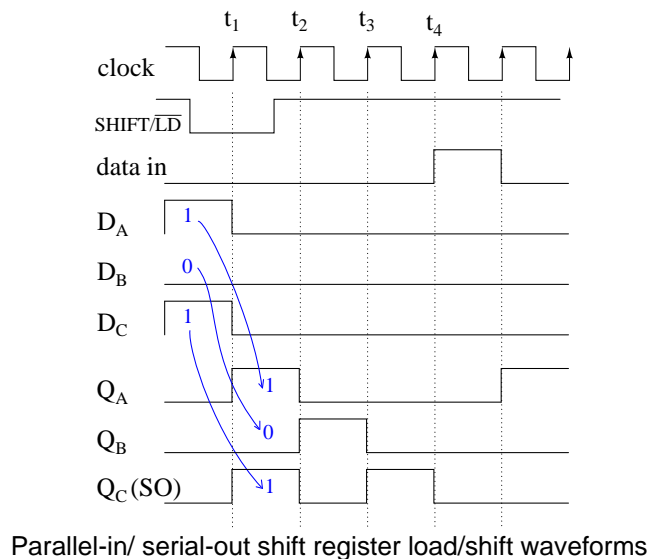 t1 t2 t3 t4
clock
SHIFT/LD
data in
DA 1
DB 0
DC 1
QA 1
QB 0
QC (SO) 1
Parallel-in/ serial-out shift register load/shift waveforms